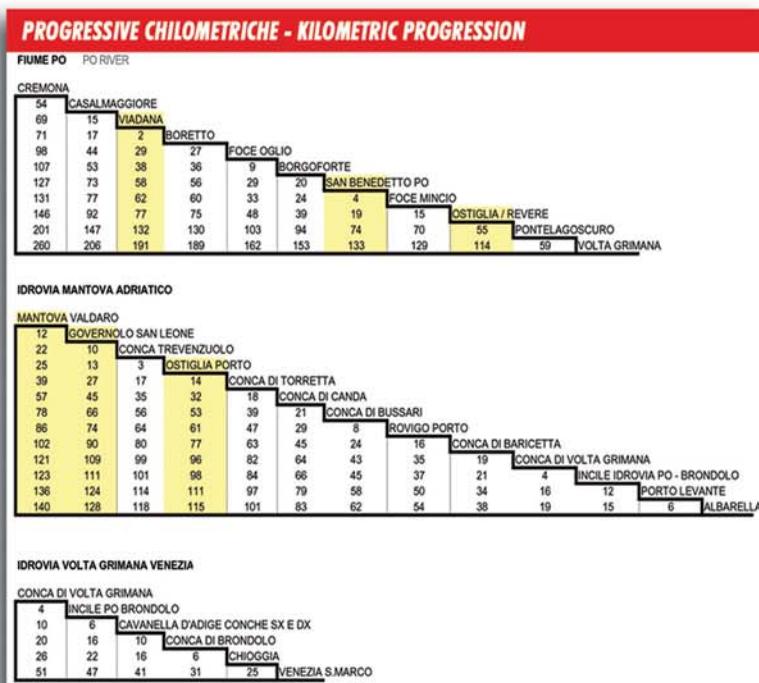 PROGRESSIVE CHILOMETRICHE - KILOMETRIC PROGRESSION
FIUME PO PO RIVER
CREMONA
54 CASALMAGGIORE
69 15 VIADANA
71 17 2 BORETTO
98 44 29 27 FOCE OGLIO
107 53 38 36 9 BORGOFORTE
127 73 58 56 29 20 SAN BENEDETTO PO
131 77 62 60 33 24 4 FOCE MINCIO
146 92 77 75 48 39 19 15 OSTIGLIA / REVERE
201 147 132 130 103 94 74 70 55 PONTELAGOSCURO
260 206 191 189 162 153 133 129 114 59 VOLTA GRIMANA
IDROVIA MANTOVA ADRIATICO
MANTOVA VALDARO
12 GOVERNOLO SAN LEONE
22 10 CONCA TREVENZUOLO
25 13 3 OSTIGLIA PORTO
39 27 17 14 CONCA DI TORRETTA
57 45 35 32 18 CONCA DI CANDA
78 66 56 53 39 21 CONCA DI BUSSARI
86 74 64 61 47 29 8 ROVIGO PORTO
102 90 80 77 63 45 24 16 CONCA DI BARICETTA
121 109 99 96 82 64 43 35 19 CONCA DI VOLTA GRIMANA
123 111 101 98 84 66 45 37 21 4 INCILE IDROVIA PO - BRONDOLO
136 124 114 111 97 79 58 50 34 16 12 PORTO LEVANTE
140 128 118 115 101 83 62 54 38 19 15 6 ALBARELLA
IDROVIA VOLTA GRIMANA VENEZIA
CONCA DI VOLTA GRIMANA
4 INCILE PO BRONDOLO
10 6 CAVANELLA D'ADIGE CONCHE SX E DX
20 16 10 CONCA DI BRONDOLO
26 22 16 6 CHIOGGIA
51 47 41 31 25 VENEZIA S.MARCO